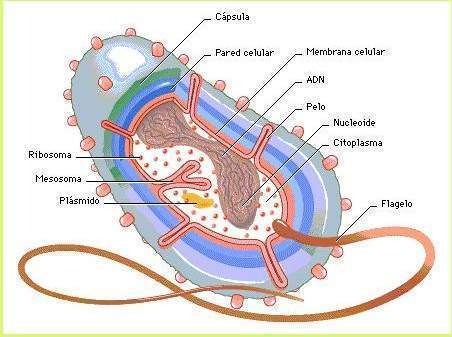 Cápsula
Pared celular
Membrana celular
ADN
Pelo
Nucleoide
Citoplasma
Ribosoma
Mesosoma
Plásmido
Flagelo